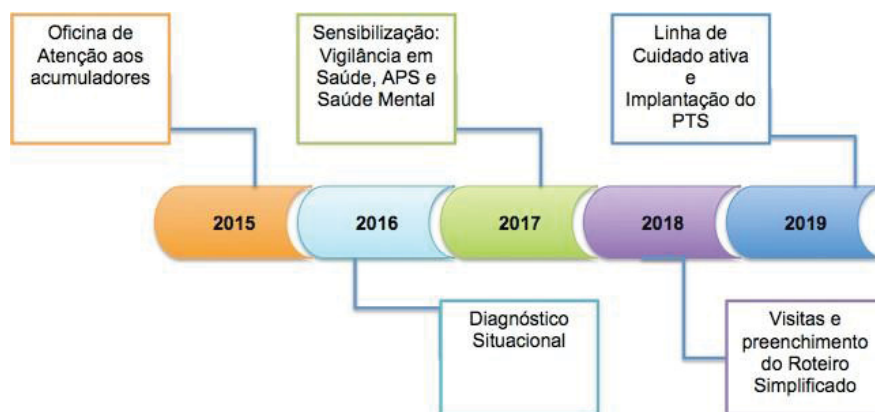 Oficina de
Atenção aos
acumuladores
Sensibilização:
Vigilância em
Saúde, APS e
Saúde Mental
Linha de
Cuidado ativa
e
Implantação do
PTS
2015
2016
2017
2018
2019
Diagnóstico
Situacional
Visitas e
preenchimento
do Roteiro
Simplificado